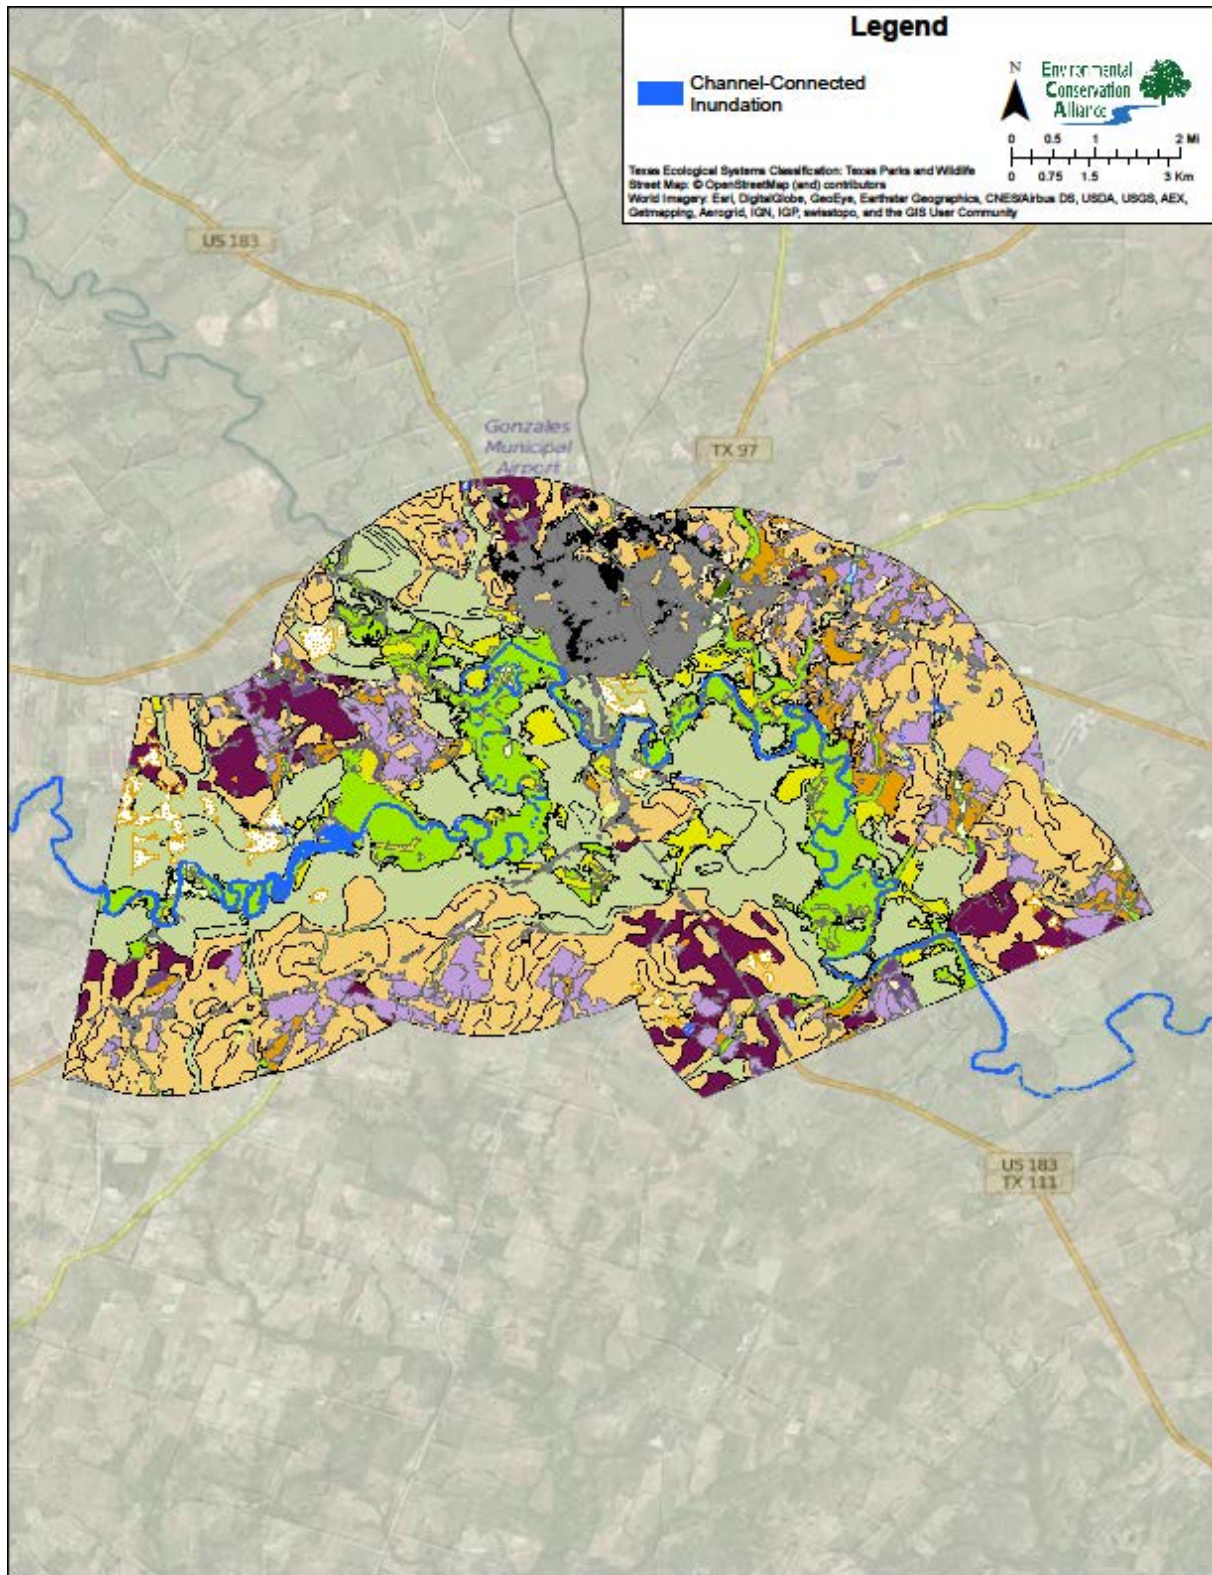 Legend
Channel-Connected
Inundation
N
Environmental
Conservation
Alliance
0 0.5 1 2 Mi
0 0.75 1.5 3 Km
Texas Ecological Systems Classification: Texas Parks and Wildlife
Street Map: © OpenStreetMap (and) contributors
World Imagery: Esri, DigitalGlobe, GeoEye, Earthstar Geographics, CNES/Airbus DS, USDA, USGS, AEX,
Getmapping, Aerogrid, IGN, IGP, swisstopo, and the GIS User Community
US 183
Gonzales
Municipal
Airport
TX 97
US 183
TX 111